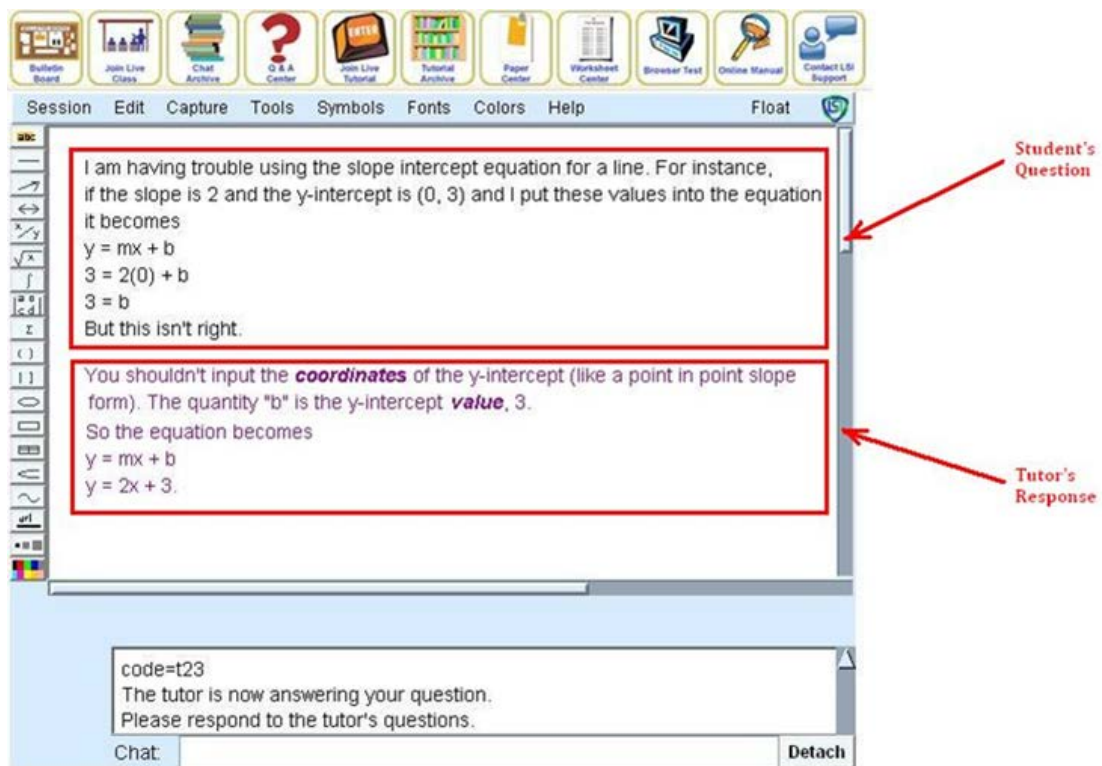 Bulletin
Board
Join Live
Class
Chat
Archive
Q & A
Center
ENTER
Join Live
Tutorial
Tutorial
Archive
Paper
Center
Worksheet
Worksheet
Center
Browser Test
Online Manual
Contact LSI
Support
Session Edit Capture Tools Symbols Fonts Colors Help Float
abc
I am having trouble using the slope intercept equation for a line. For instance,
if the slope is 2 and the y-intercept is (0, 3) and I put these values into the equation
it becomes
y = mx + b
3 = 2(0) + b
3 = b
But this isn't right.
Student's
Question
x/y
√x
∫
a b
c d
Σ
( )
[ ]
url
You shouldn't input the coordinates of the y-intercept (like a point in point slope
form). The quantity "b" is the y-intercept value, 3.
So the equation becomes
y = mx + b
y = 2x + 3.
Tutor's
Response
code=t23
The tutor is now answering your question.
Please respond to the tutor's questions.
Chat:
Detach